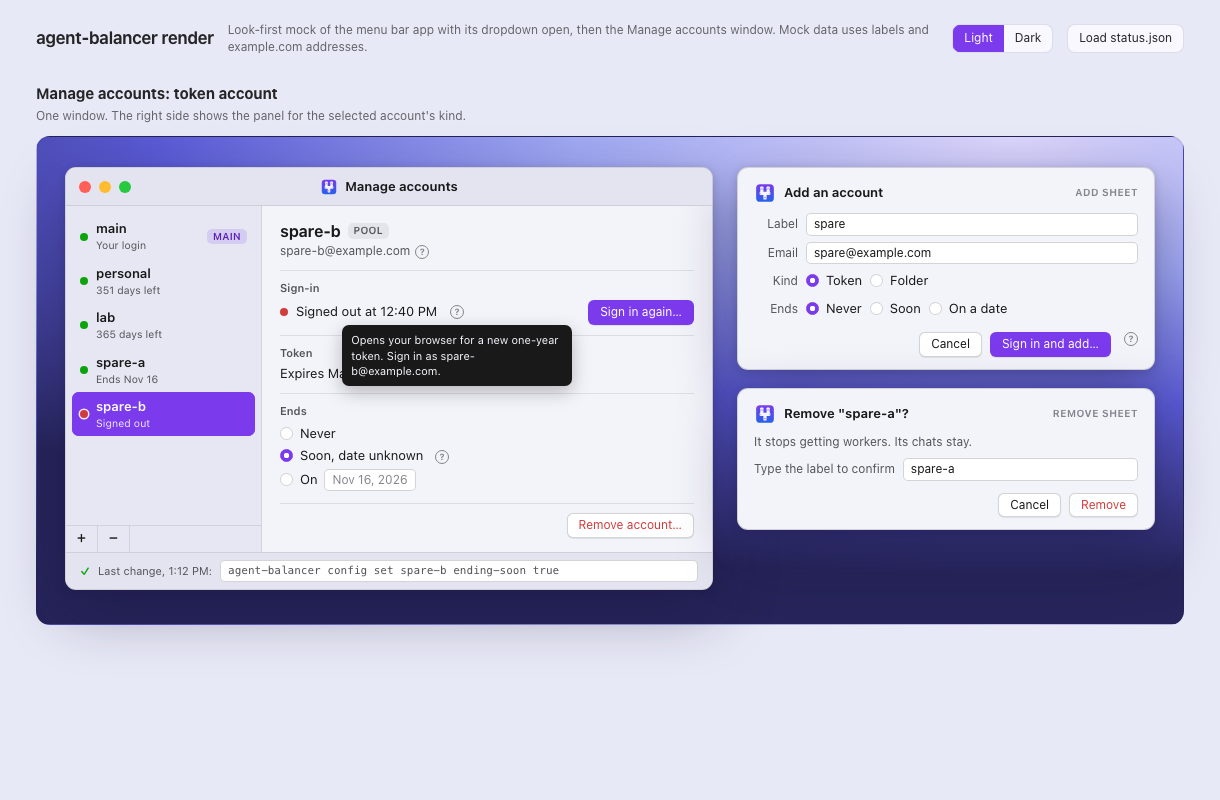 agent-balancer render
Look-first mock of the menu bar app with its dropdown open, then the Manage accounts window. Mock data uses labels and
example.com addresses.
Light
Dark
Load status.json
Manage accounts: token account
One window. The right side shows the panel for the selected account's kind.
Manage accounts
main
Your login
MAIN
personal
351 days left
lab
365 days left
spare-a
Ends Nov 16
spare-b
Signed out
+
−
spare-b POOL
spare-b@example.com ?
Sign-in
Signed out at 12:40 PM ?
Sign in again…
Opens your browser for a new one-year
token. Sign in as spare-
b@example.com.
Token
Expires
Ends
Never
Soon, date unknown ?
On Nov 16, 2026
Remove account…
✓ Last change, 1:12 PM: agent-balancer config set spare-b ending-soon true
Add an account
ADD SHEET
Label spare
Email spare@example.com
Kind Token Folder
Ends Never Soon On a date
Cancel
Sign in and add…
?
Remove "spare-a"?
REMOVE SHEET
It stops getting workers. Its chats stay.
Type the label to confirm spare-a
Cancel
Remove